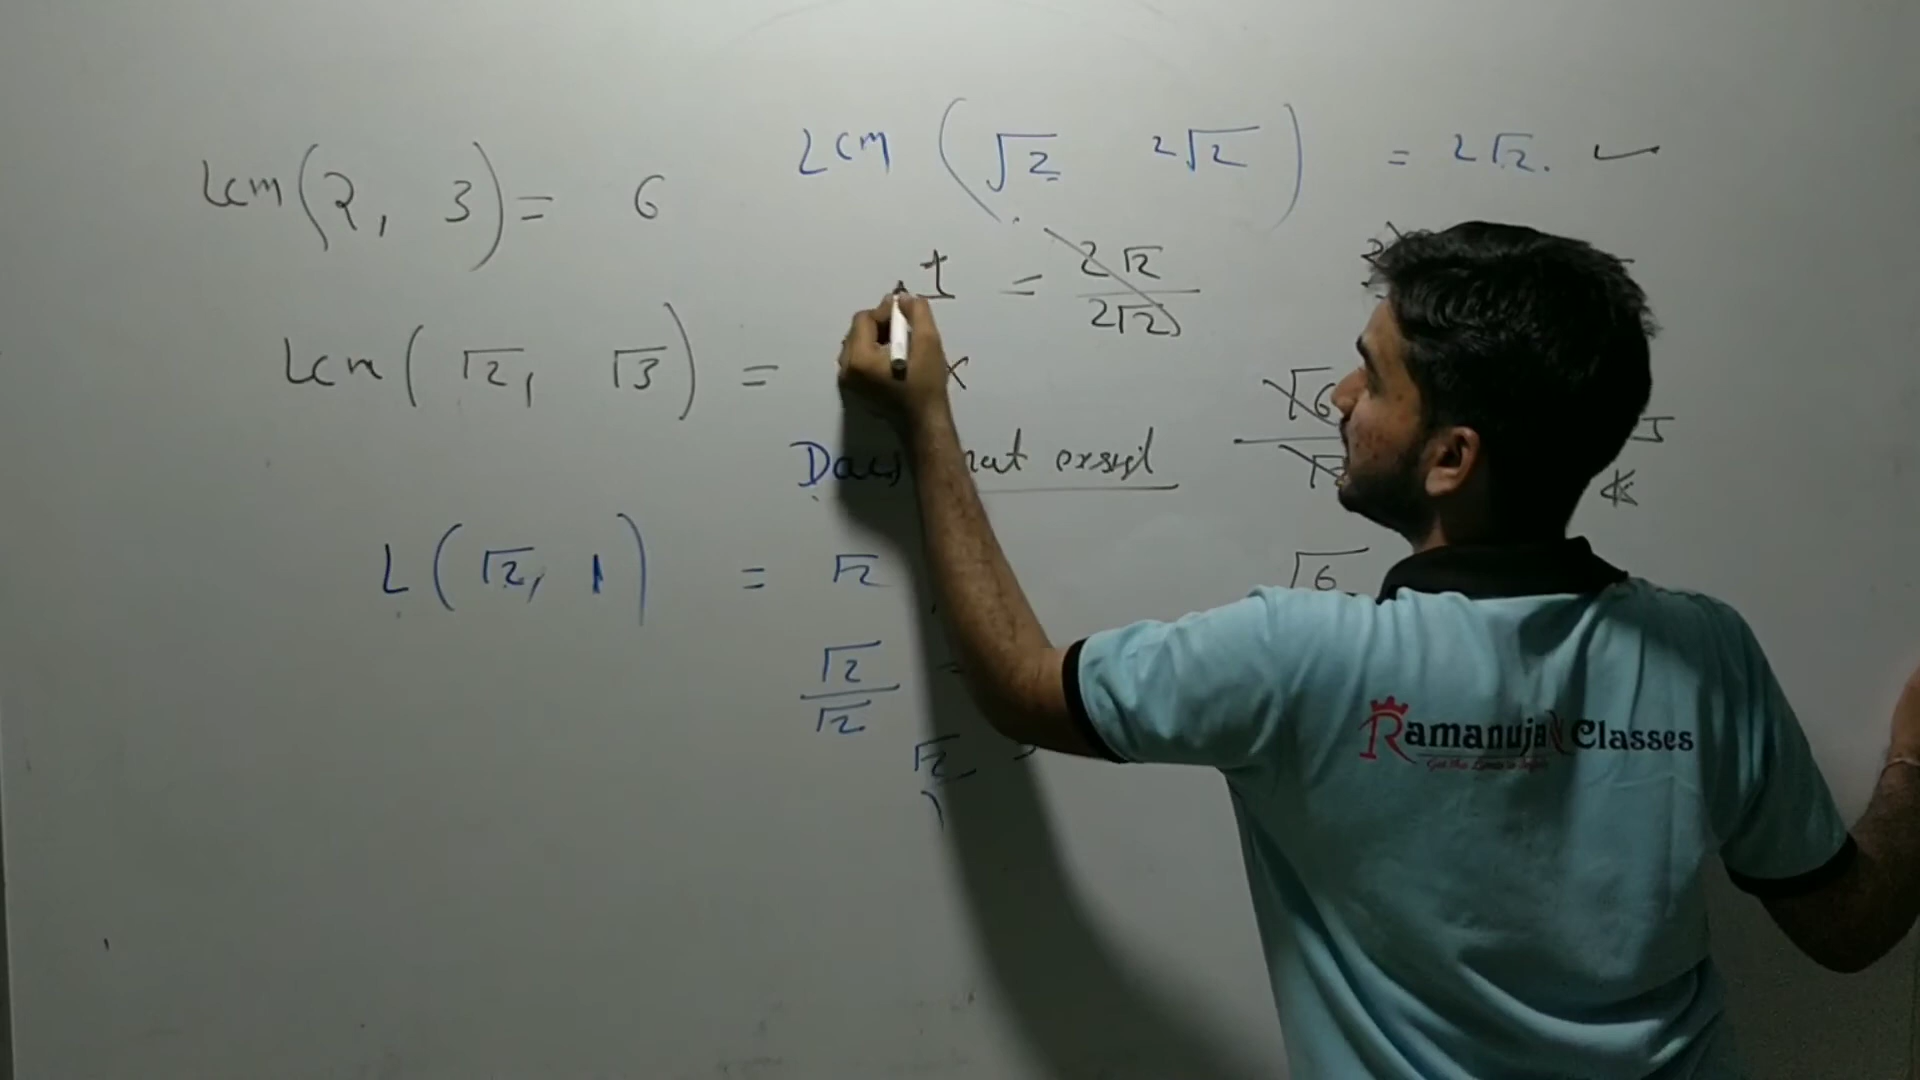 Lcm (√2 2√2) = 2√2.
Lcm (2, 3) = 6
1 = 2√2 / 2√2
Lcm (√2, √3) = x
√6
Does not exsist
L (√2, 1) = √2
√6
√2 / √2 =
√2
Ramanujan Classes